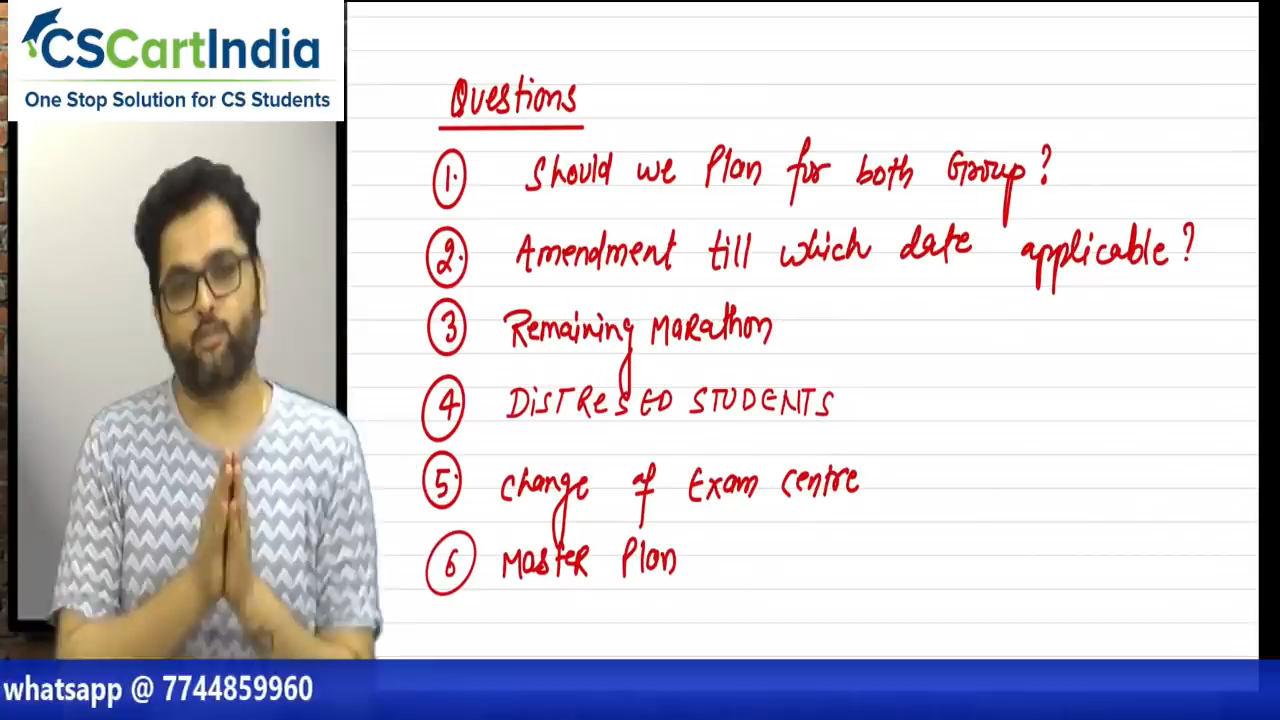 CSCartIndia
One Stop Solution for CS Students
Questions
1. Should we Plan for both Group?
2. Amendment till which date applicable?
3 Remaining Marathon
4 DISTRESED STUDENTS
5. Change of Exam Centre
6 Master Plan
whatsapp @ 7744859960